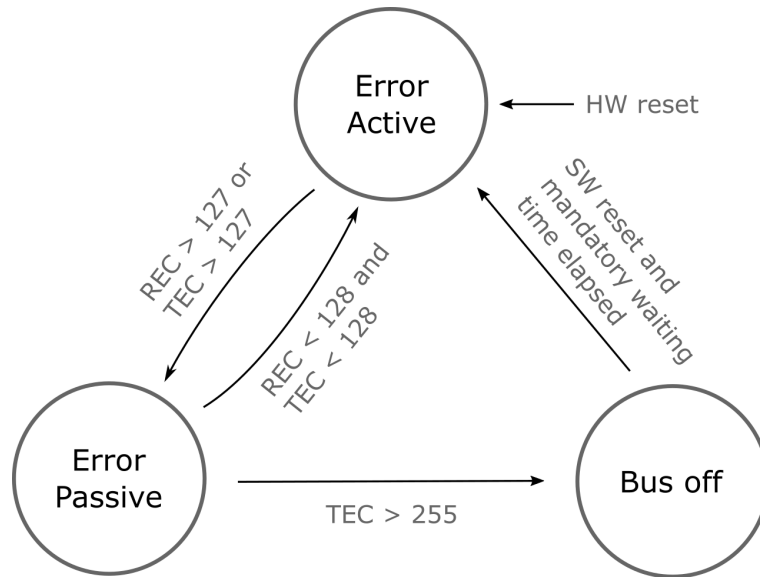 Error
Active
HW reset
REC > 127 or
TEC > 127
REC < 128 and
TEC < 128
SW reset and
mandatory waiting
time elapsed
Error
Passive
TEC > 255
Bus off